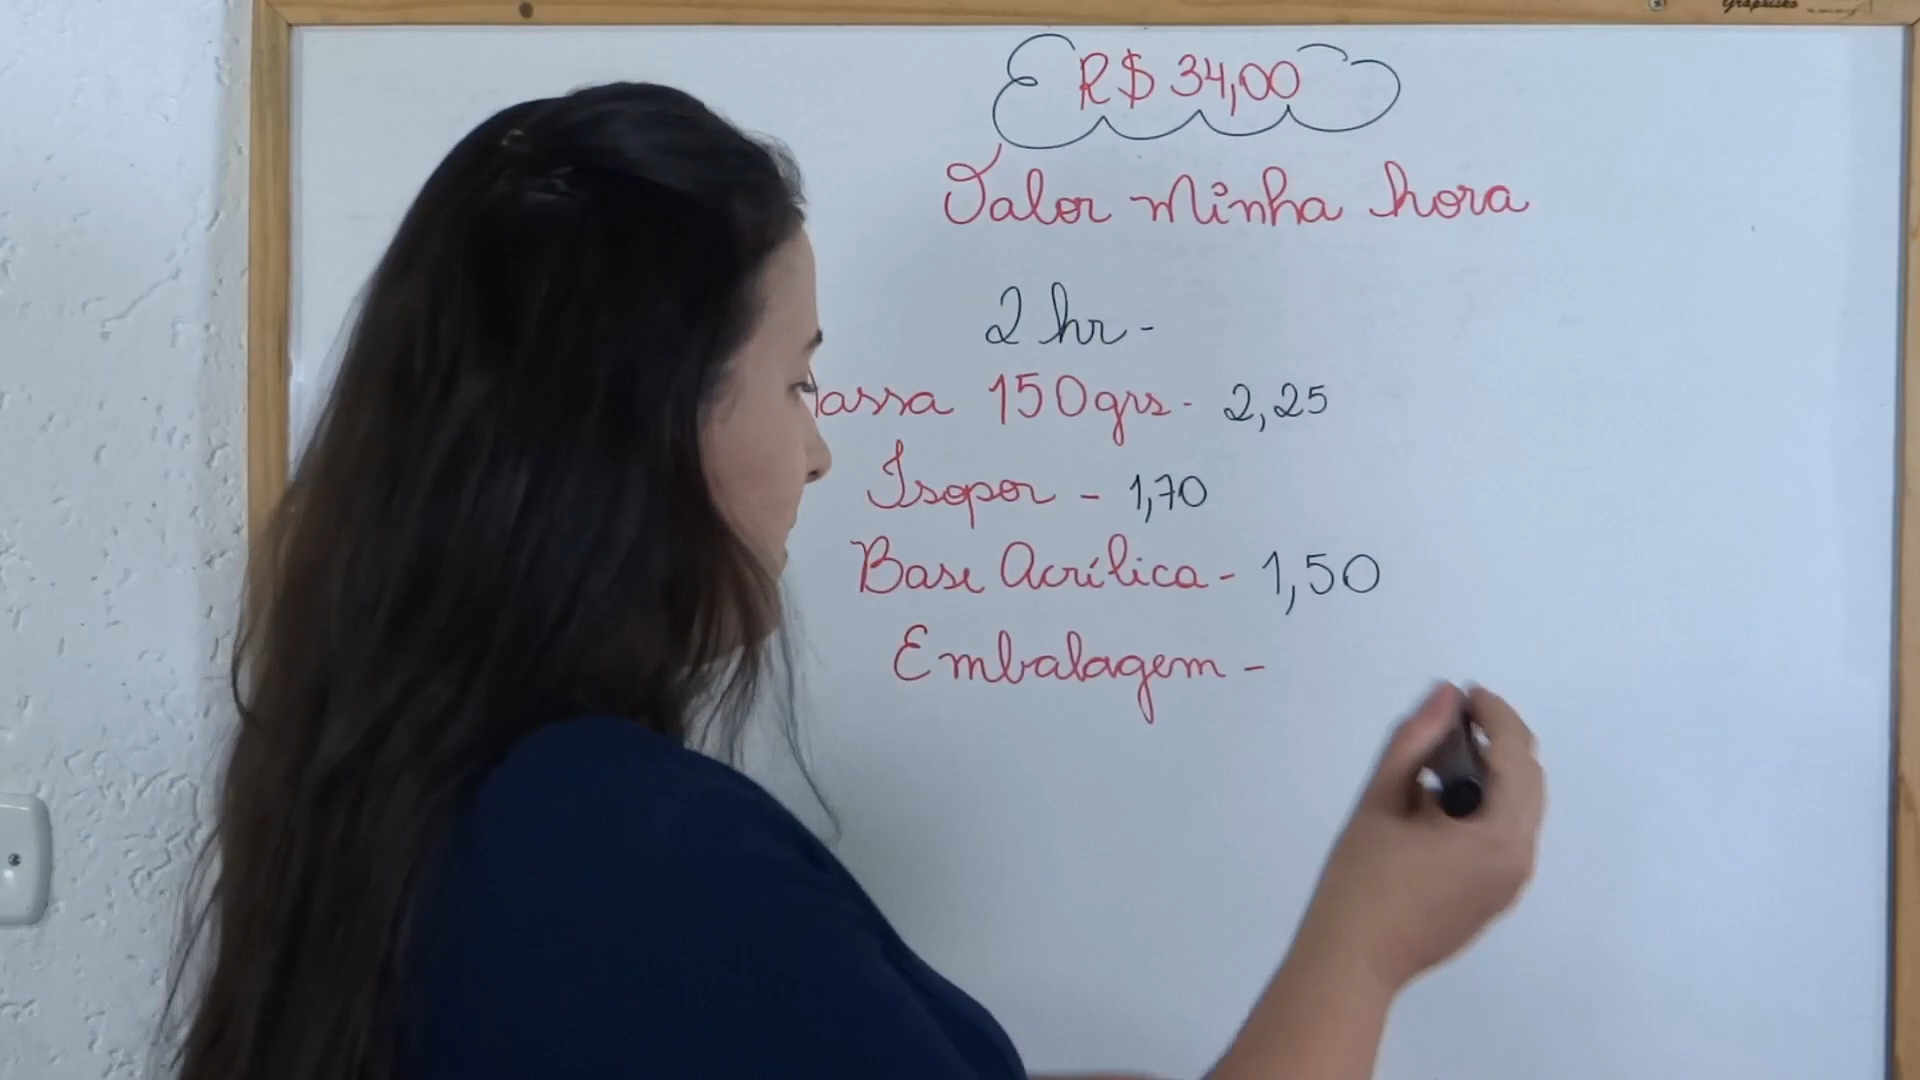 R$ 34,00
Valor Minha hora
2 hr -
assa 150grs - 2,25
Isopor - 1,70
Base Acrílica - 1,50
Embalagem -